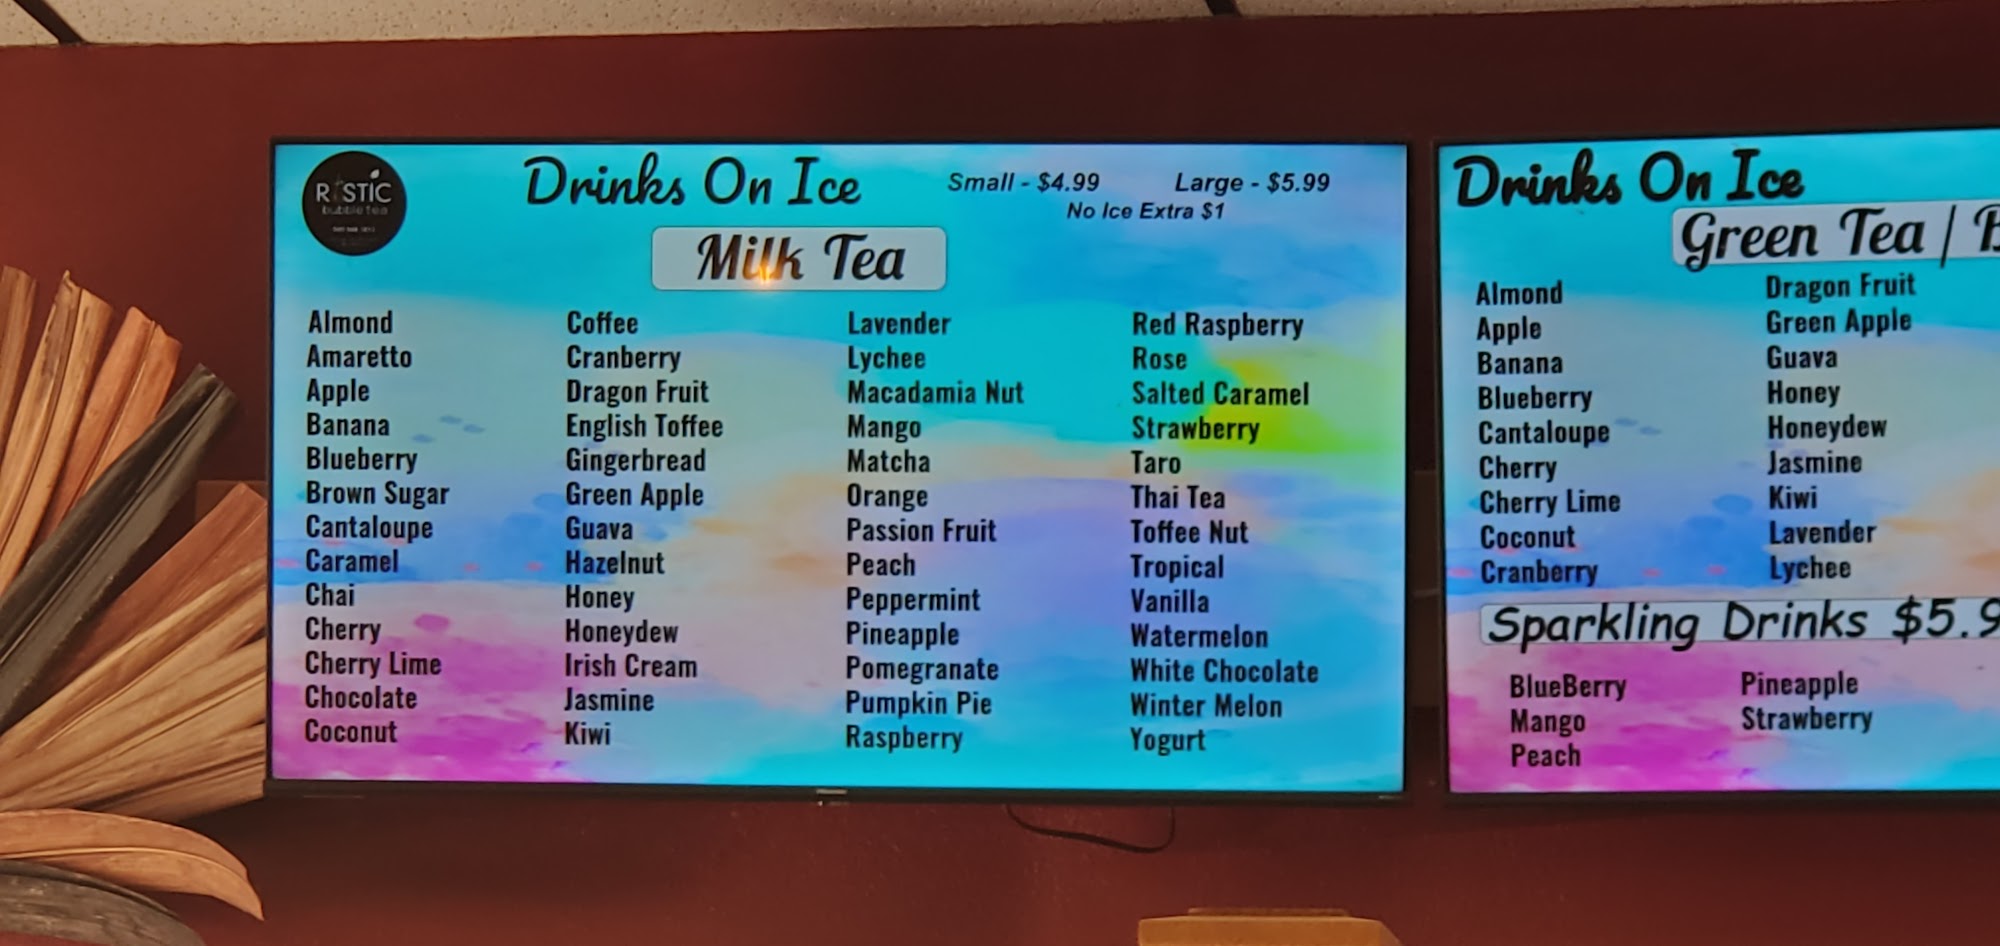 RUSTIC
bubble tea
Drinks On Ice
Small - $4.99 Large - $5.99
No Ice Extra $1
Milk Tea
Almond
Amaretto
Apple
Banana
Blueberry
Brown Sugar
Cantaloupe
Caramel
Chai
Cherry
Cherry Lime
Chocolate
Coconut
Coffee
Cranberry
Dragon Fruit
English Toffee
Gingerbread
Green Apple
Guava
Hazelnut
Honey
Honeydew
Irish Cream
Jasmine
Kiwi
Lavender
Lychee
Macadamia Nut
Mango
Matcha
Orange
Passion Fruit
Peach
Peppermint
Pineapple
Pomegranate
Pumpkin Pie
Raspberry
Red Raspberry
Rose
Salted Caramel
Strawberry
Taro
Thai Tea
Toffee Nut
Tropical
Vanilla
Watermelon
White Chocolate
Winter Melon
Yogurt
Drinks On Ice
Green Tea /
Almond
Apple
Banana
Blueberry
Cantaloupe
Cherry
Cherry Lime
Coconut
Cranberry
Dragon Fruit
Green Apple
Guava
Honey
Honeydew
Jasmine
Kiwi
Lavender
Lychee
Sparkling Drinks $5.9
BlueBerry
Mango
Peach
Pineapple
Strawberry